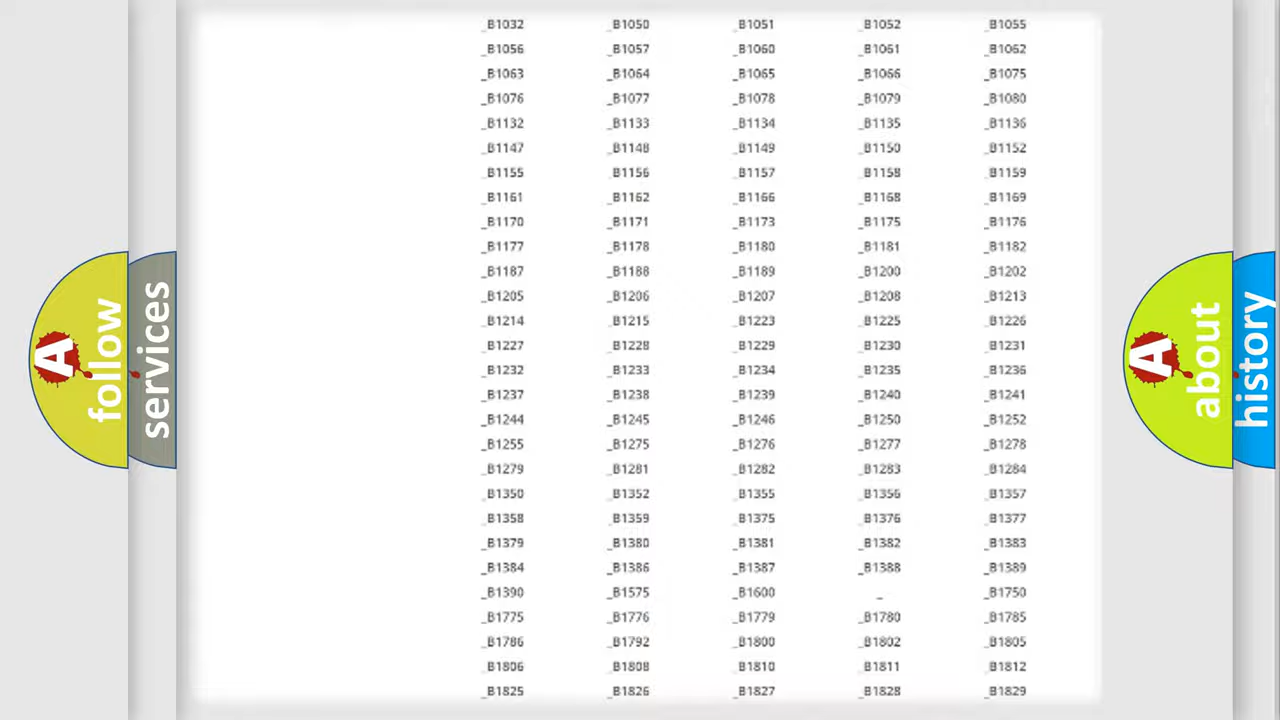 _B1032 _B1050 _B1051 _B1052 _B1055
_B1056 _B1057 _B1060 _B1061 _B1062
_B1063 _B1064 _B1065 _B1066 _B1075
_B1076 _B1077 _B1078 _B1079 _B1080
_B1132 _B1133 _B1134 _B1135 _B1136
_B1147 _B1148 _B1149 _B1150 _B1152
_B1155 _B1156 _B1157 _B1158 _B1159
_B1161 _B1162 _B1166 _B1168 _B1169
_B1170 _B1171 _B1173 _B1175 _B1176
_B1177 _B1178 _B1180 _B1181 _B1182
_B1187 _B1188 _B1189 _B1200 _B1202
_B1205 _B1206 _B1207 _B1208 _B1213
_B1214 _B1215 _B1223 _B1225 _B1226
_B1227 _B1228 _B1229 _B1230 _B1231
_B1232 _B1233 _B1234 _B1235 _B1236
_B1237 _B1238 _B1239 _B1240 _B1241
_B1244 _B1245 _B1246 _B1250 _B1252
_B1255 _B1275 _B1276 _B1277 _B1278
_B1279 _B1281 _B1282 _B1283 _B1284
_B1350 _B1352 _B1355 _B1356 _B1357
_B1358 _B1359 _B1375 _B1376 _B1377
_B1379 _B1380 _B1381 _B1382 _B1383
_B1384 _B1386 _B1387 _B1388 _B1389
_B1390 _B1575 _B1600 _ _B1750
_B1775 _B1776 _B1779 _B1780 _B1785
_B1786 _B1792 _B1800 _B1802 _B1805
_B1806 _B1808 _B1810 _B1811 _B1812
_B1825 _B1826 _B1827 _B1828 _B1829
A
follow
services
A
about
history